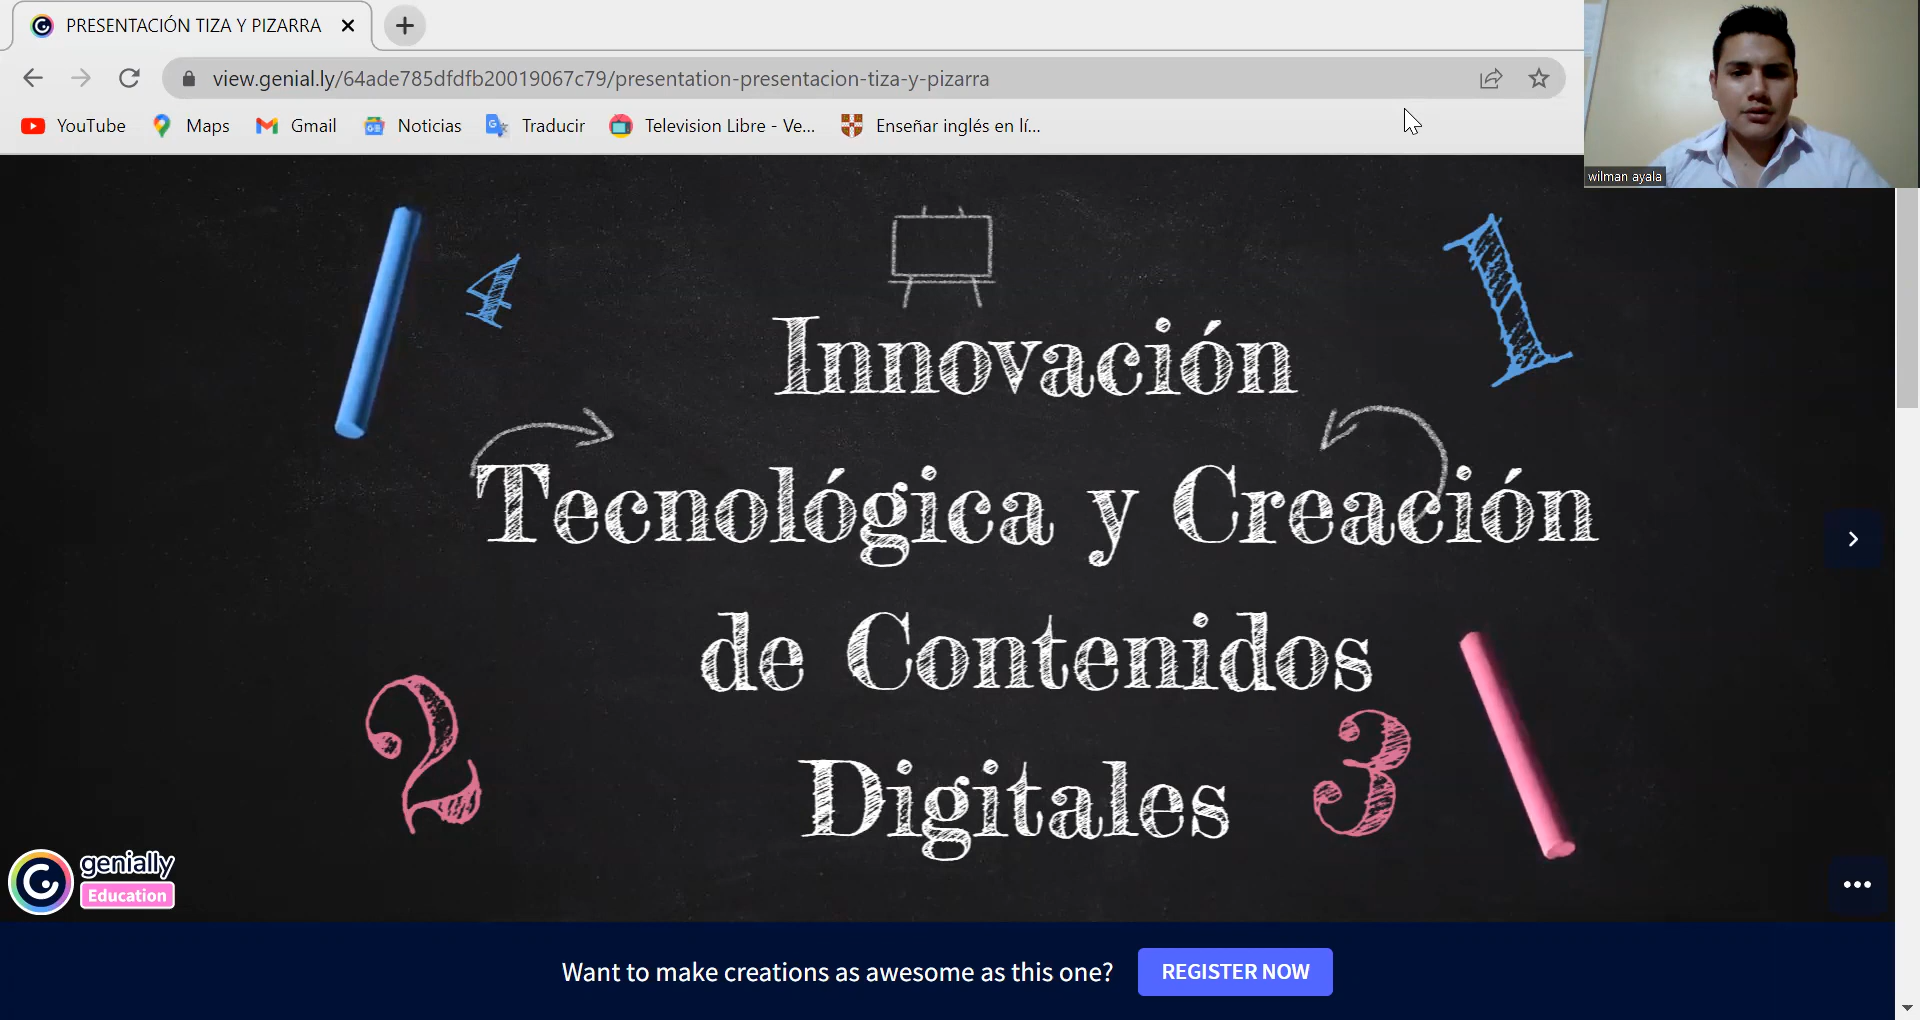 PRESENTACIÓN TIZA Y PIZARRA
view.genial.ly/64ade785dfdfb20019067c79/presentation-presentacion-tiza-y-pizarra
YouTube Maps Gmail Noticias Traducir Television Libre - Ve... Enseñar inglés en lí...
wilman ayala
4
1
Innovación
Tecnológica y Creación
de Contenidos
Digitales
2
3
genially
Education
Want to make creations as awesome as this one? REGISTER NOW